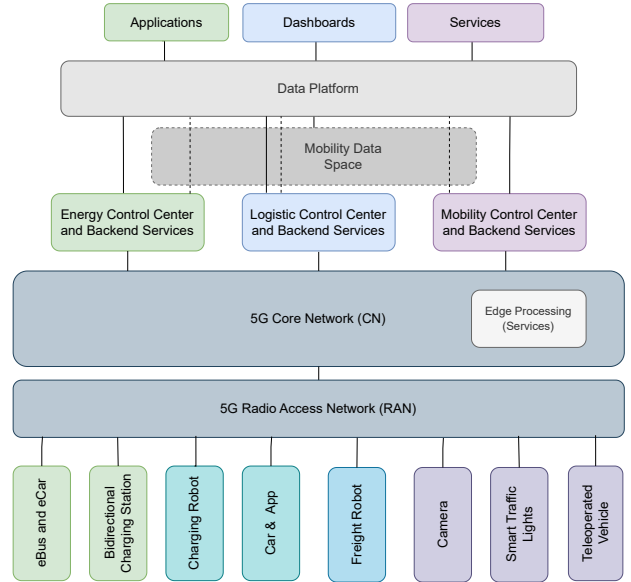 Applications
Dashboards
Services
Data Platform
Mobility Data
Space
Energy Control Center
and Backend Services
Logistic Control Center
and Backend Services
Mobility Control Center
and Backend Services
5G Core Network (CN)
Edge Processing
(Services)
5G Radio Access Network (RAN)
eBus and eCar
Bidirectional
Charging Station
Charging Robot
Car & App
Freight Robot
Camera
Smart Traffic
Lights
Teleoperated
Vehicle